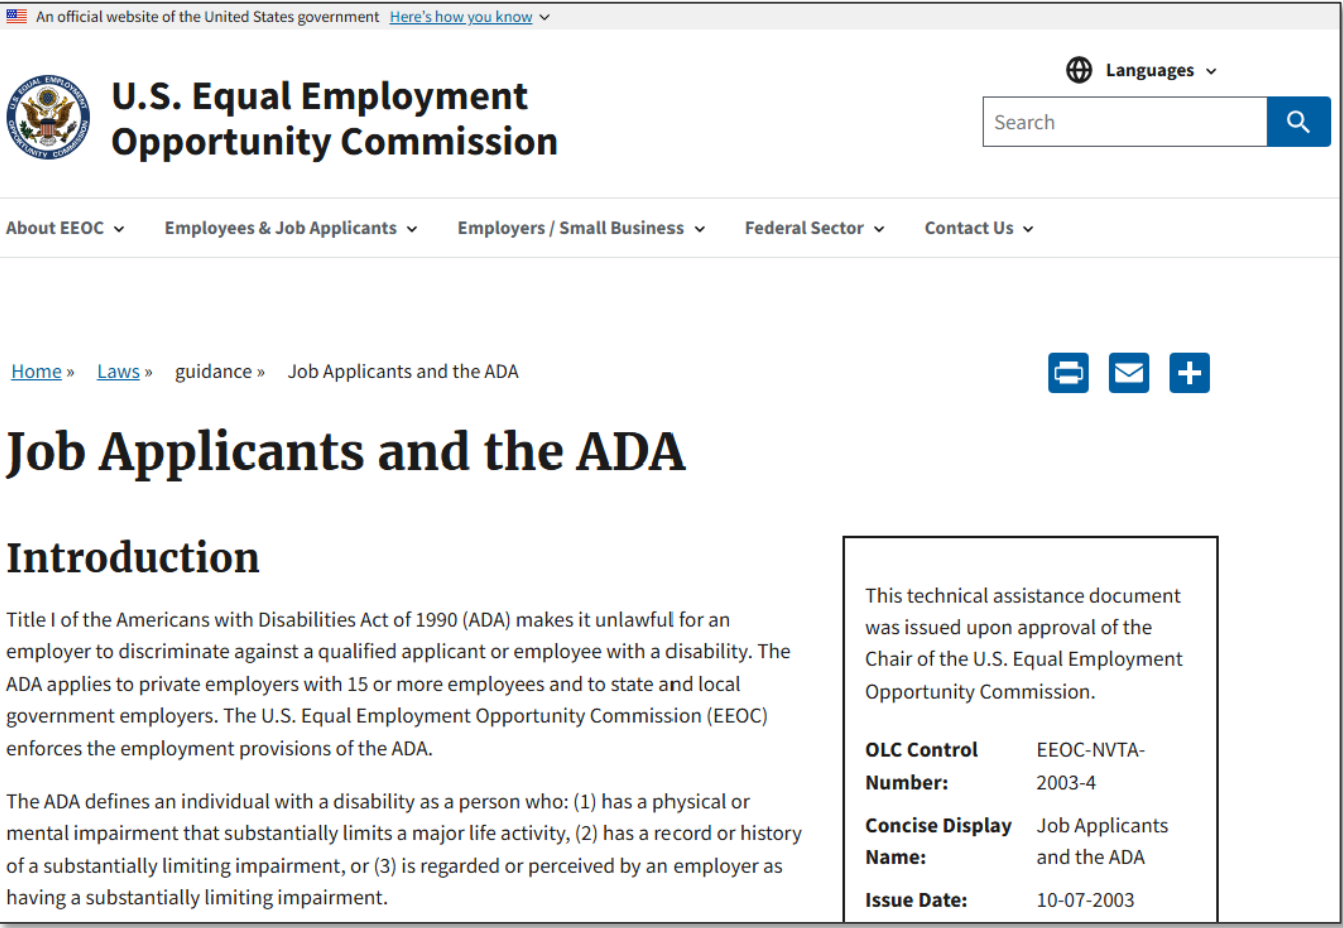 An official website of the United States government Here's how you know
Languages
U.S. EQUAL EMPLOYMENT OPPORTUNITY COMMISSION
U.S. Equal Employment
Opportunity Commission
Search
About EEOC
Employees & Job Applicants
Employers / Small Business
Federal Sector
Contact Us
Home » Laws » guidance » Job Applicants and the ADA
Job Applicants and the ADA
Introduction
Title I of the Americans with Disabilities Act of 1990 (ADA) makes it unlawful for an
employer to discriminate against a qualified applicant or employee with a disability. The
ADA applies to private employers with 15 or more employees and to state and local
government employers. The U.S. Equal Employment Opportunity Commission (EEOC)
enforces the employment provisions of the ADA.
The ADA defines an individual with a disability as a person who: (1) has a physical or
mental impairment that substantially limits a major life activity, (2) has a record or history
of a substantially limiting impairment, or (3) is regarded or perceived by an employer as
having a substantially limiting impairment.
This technical assistance document
was issued upon approval of the
Chair of the U.S. Equal Employment
Opportunity Commission.
OLC Control EEOC-NVTA-
Number: 2003-4
Concise Display Job Applicants
Name: and the ADA
Issue Date: 10-07-2003